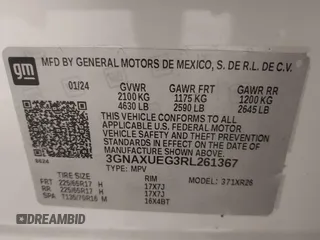 gm
MFD BY GENERAL MOTORS DE MEXICO, S. DE R.L. DE C.V.
01/24 GVWR GAWR FRT GAWR RR
2100 KG 1175 KG 1200 KG
4630 LB 2590 LB 2645 LB
THIS VEHICLE CONFORMS TO ALL APPLICABLE U.S. FEDERAL MOTOR VEHICLE SAFETY, BUMPER, AND THEFT PREVENTION STANDARDS IN EFFECT ON THE DATE OF MANUFACTURE SHOWN ABOVE.
3GNAXUEG3RL261367
TYPE: MPV MODEL: 371XR26
TIRE SIZE RIM
FRT 225/65R17 H 17X7J
RR 225/65R17 H 17X7J
SPA T135/70R16 M 16X4BT
DREAMBID